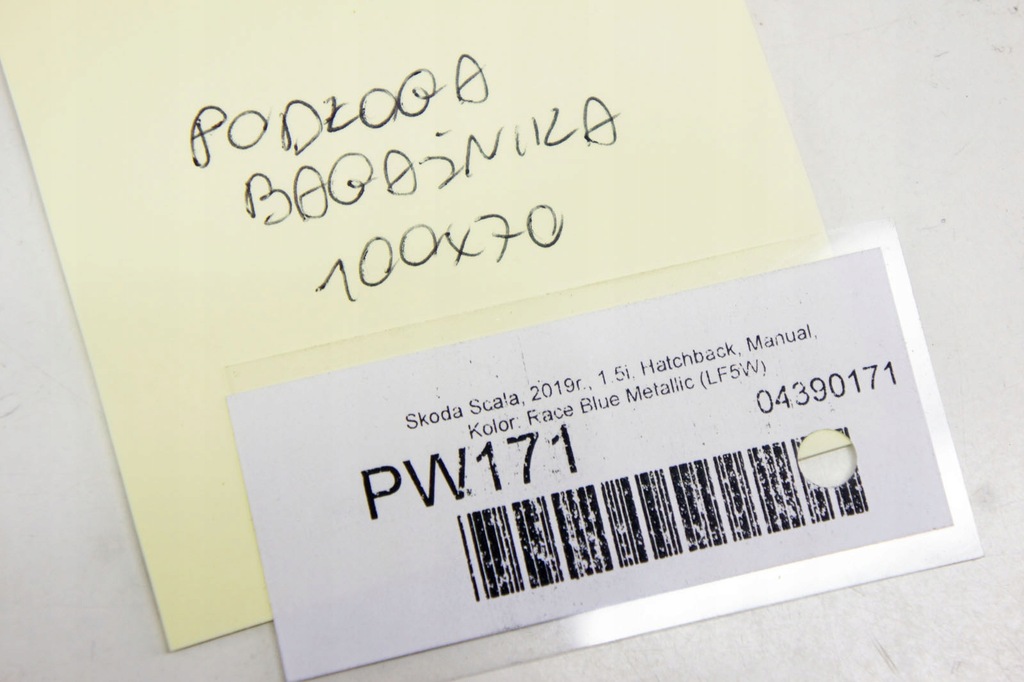 PODŁOGA
BAGAŻNIKA
100x70
Skoda Scala, 2019r., 1.5i, Hatchback, Manual,
Kolor: Race Blue Metallic (LF5W)
04390171
PW171